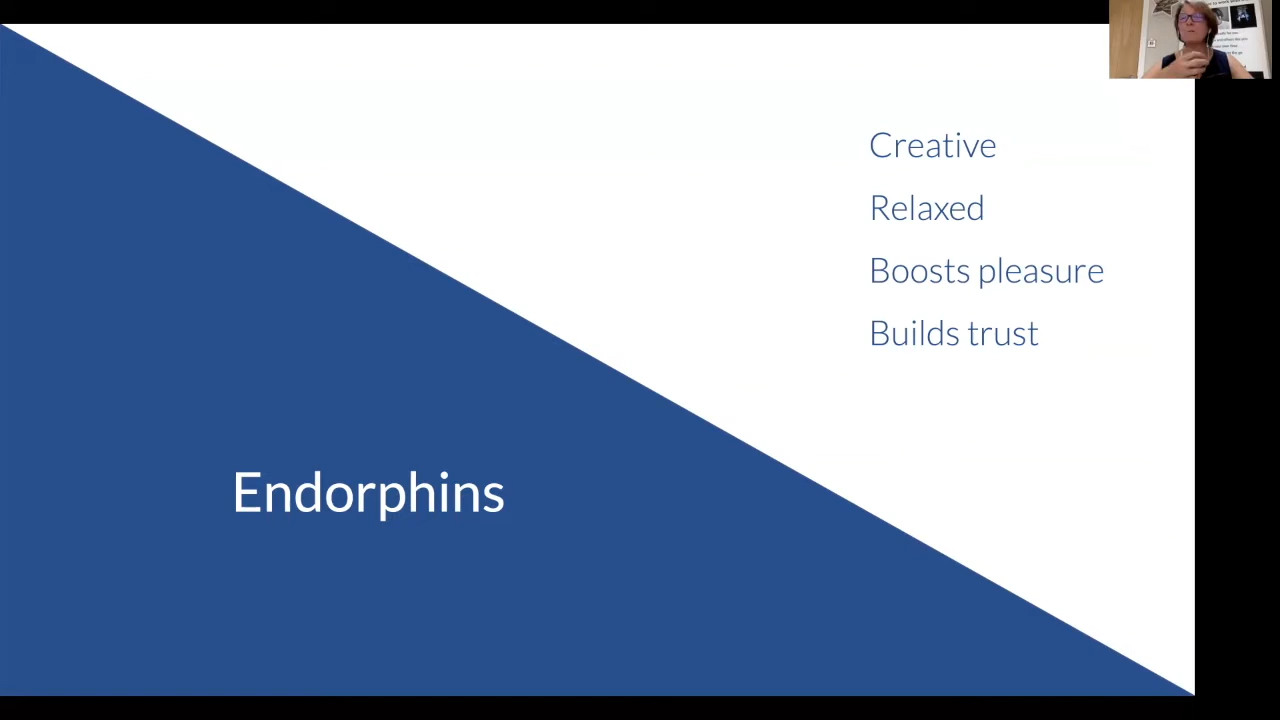 Creative
Relaxed
Boosts pleasure
Builds trust
Endorphins